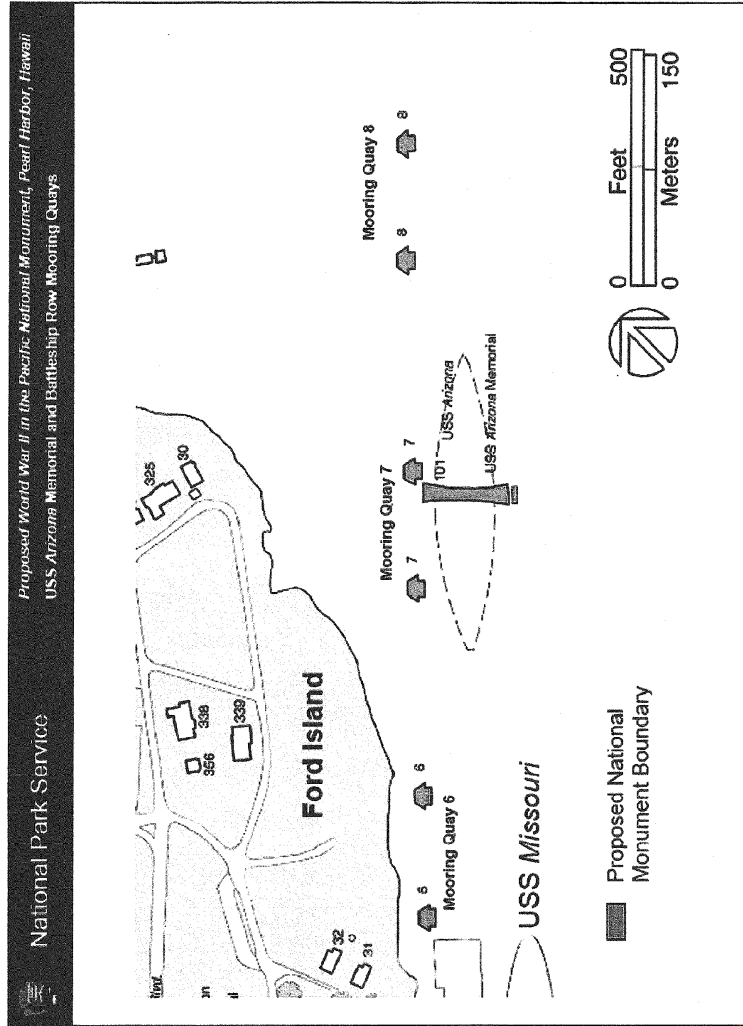 National Park Service
Proposed World War II in the Pacific National Monument, Pearl Harbor, Hawaii
USS Arizona Memorial and Battleship Row Mooring Quays
325
30
338
356
339
Ford Island
32
31
Mooring Quay 8
8
8
Mooring Quay 7
7
7
101
USS Arizona
USS Arizona Memorial
6
Mooring Quay 6
USS Missouri
Proposed National
Monument Boundary
0 Feet 500
0 Meters 150